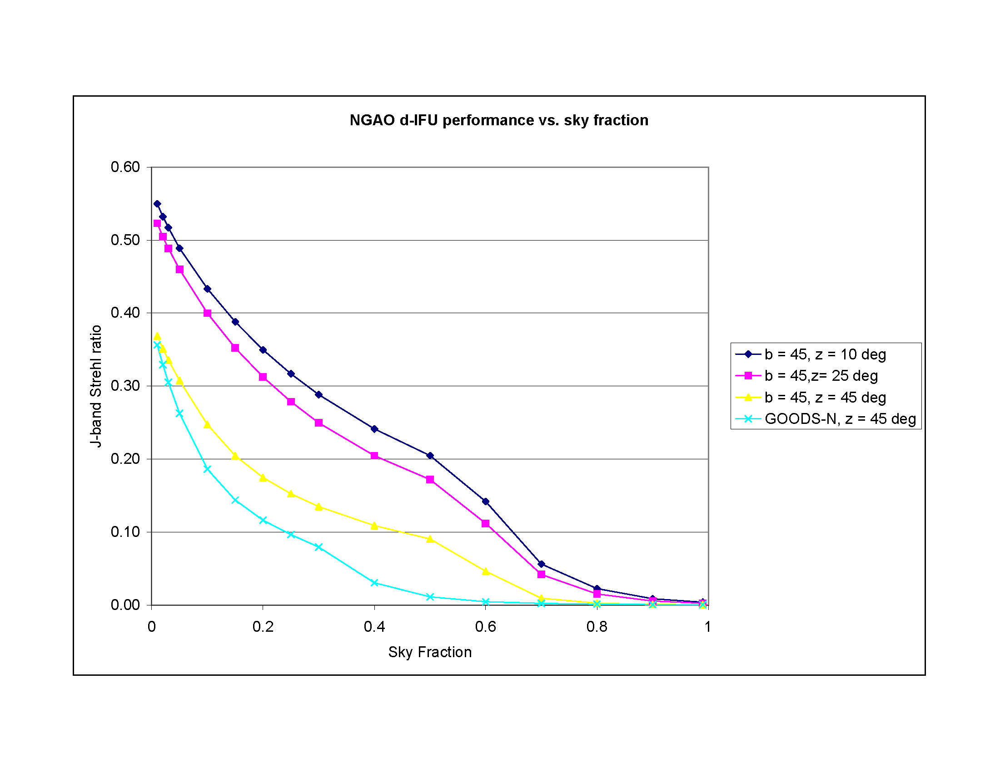 NGAO d-IFU performance vs. sky fraction
0.60
0.50
0.40
0.30
0.20
0.10
0.00
J-band Strehl ratio
0 0.2 0.4 0.6 0.8 1
Sky Fraction
b = 45, z = 10 deg
b = 45,z= 25 deg
b = 45, z = 45 deg
GOODS-N, z = 45 deg